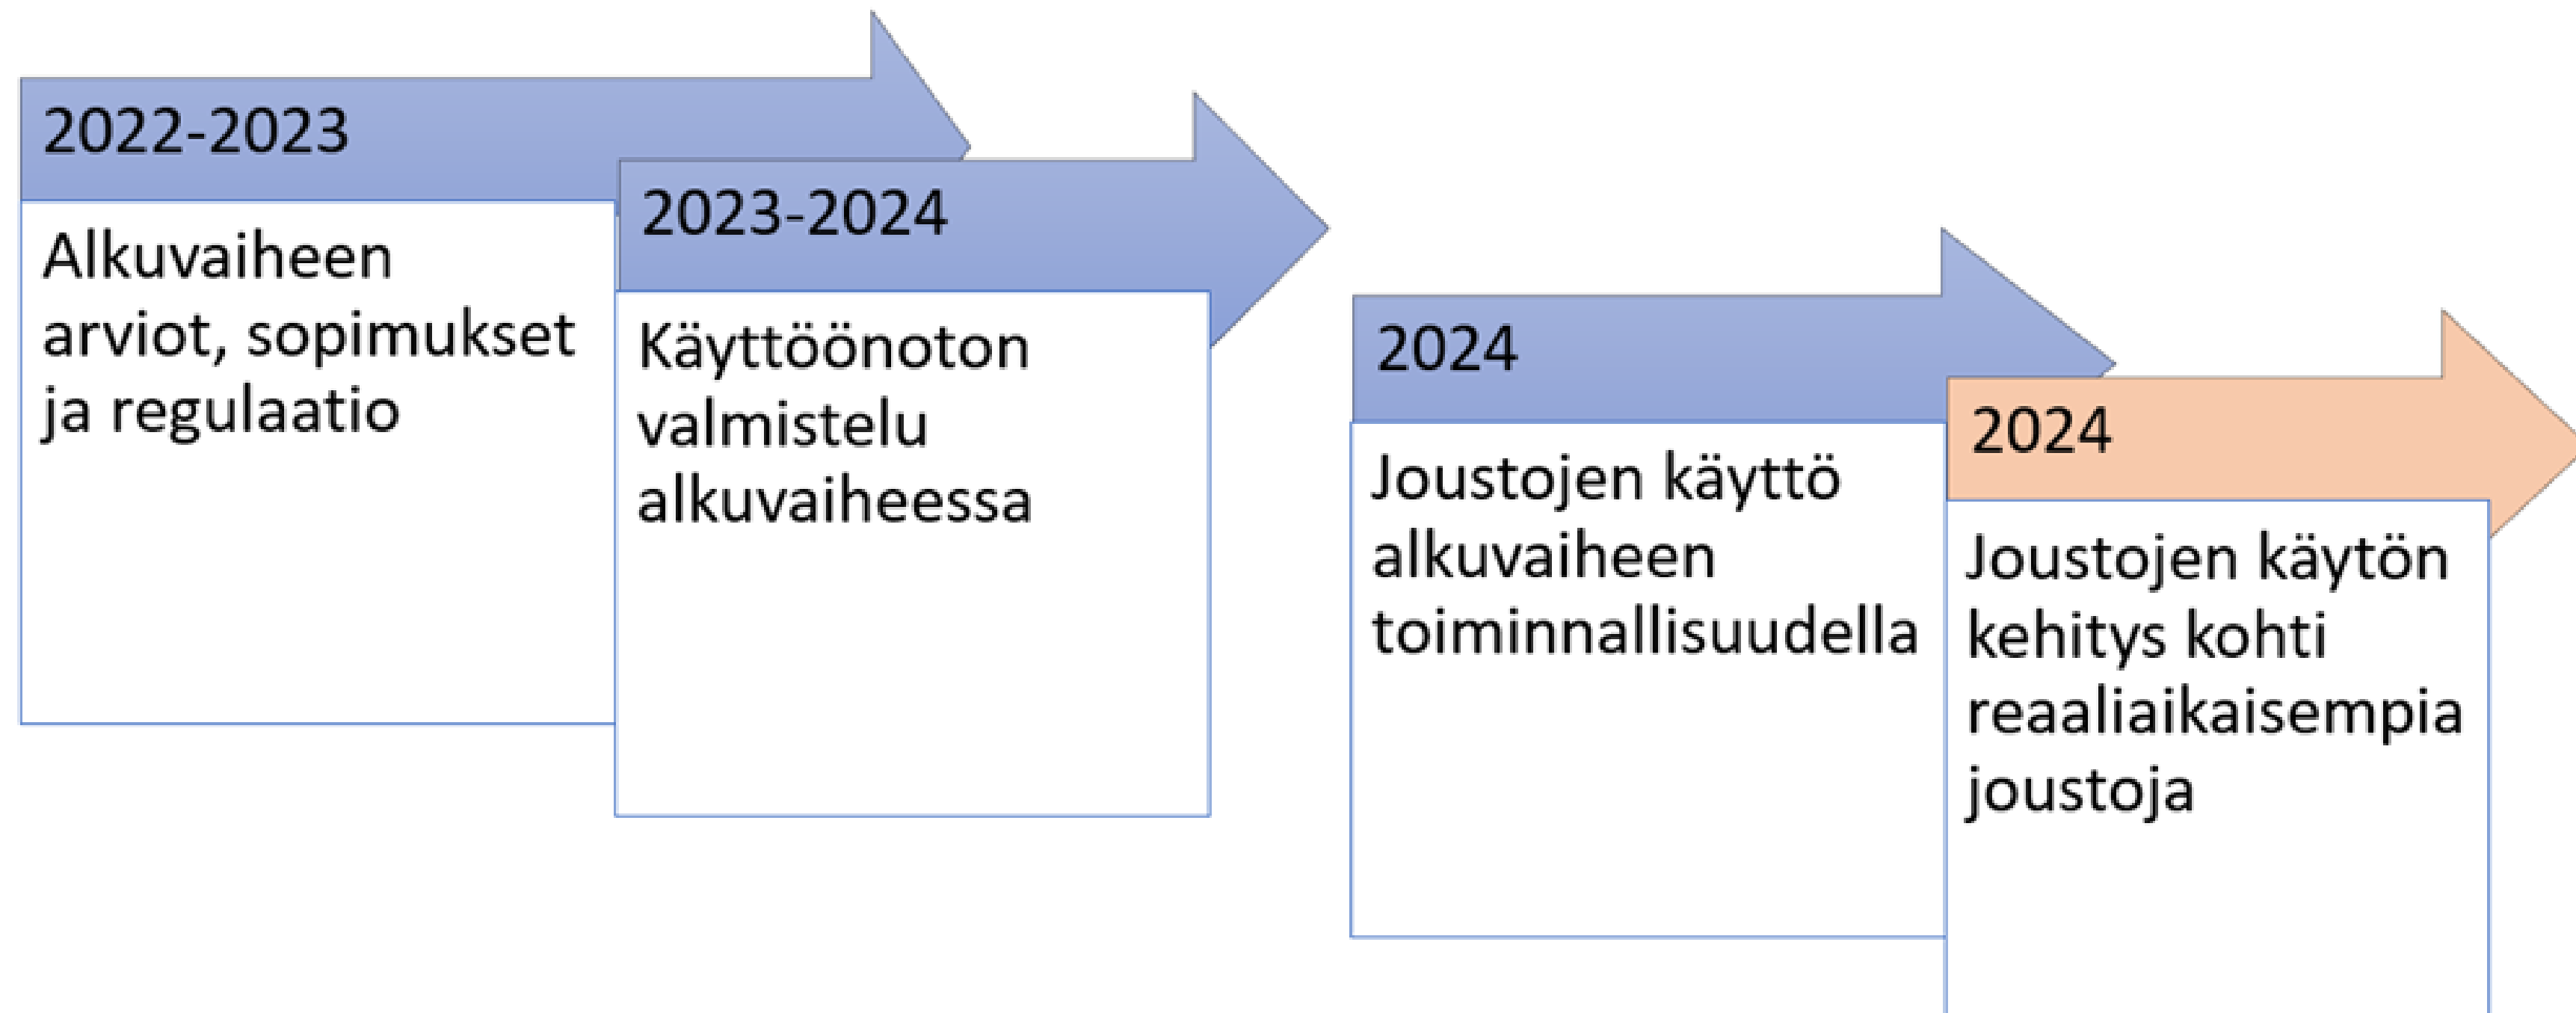 2022-2023
Alkuvaiheen
arviot, sopimukset
ja regulaatio
2023-2024
Käyttöönoton
valmistelu
alkuvaiheessa
2024
Joustojen käyttö
alkuvaiheen
toiminnallisuudella
2024
Joustojen käytön
kehitys kohti
reaaliaikaisempia
joustoja